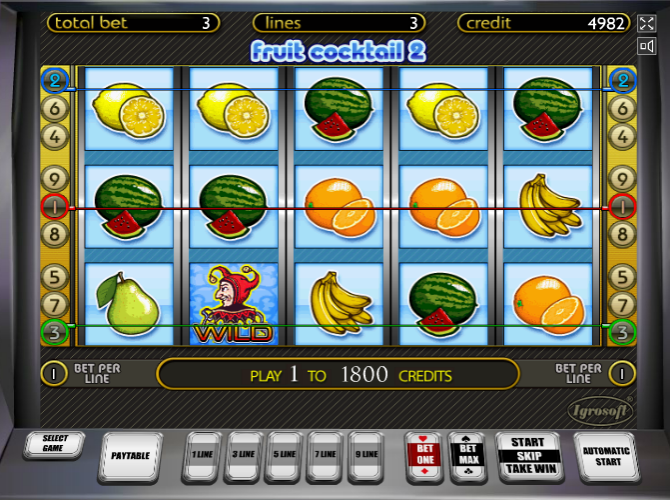 total bet 3 lines 3 credit 4982
fruit cocktail 2
2 2
6 6
4 4
9 9
1 1
8 8
WILD
5 5
7 7
3 3
1 BET PER LINE PLAY 1 TO 1800 CREDITS BET PER LINE 1
Igrosoft®
SELECT GAME
PAYTABLE
1 LINE
3 LINE
5 LINE
7 LINE
9 LINE
BET ONE
BET MAX
START
SKIP
TAKE WIN
AUTOMATIC START